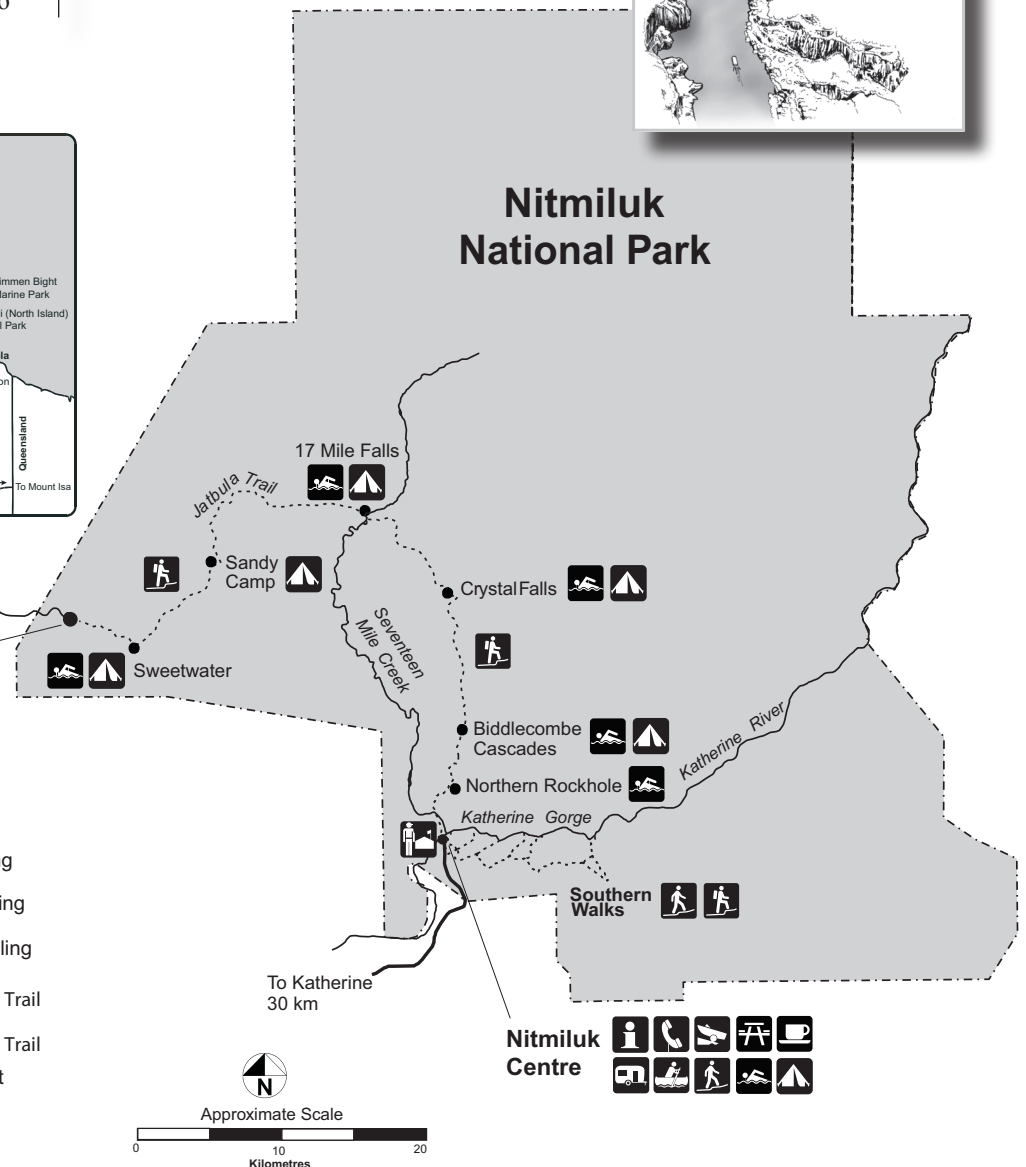 Nitmiluk
National Park
Marine Park
(North Island)
Park
Queensland
To Mount Isa
17 Mile Falls
Jatbula Trail
Sandy
Camp
Crystal Falls
Seventeen
Mile Creek
Sweetwater
Biddlecombe
Cascades
Northern Rockhole
Katherine River
Katherine Gorge
Southern
Walks
To Katherine
30 km
Trail
Trail
Nitmiluk
Centre
N
Approximate Scale
0 10 20
Kilometres